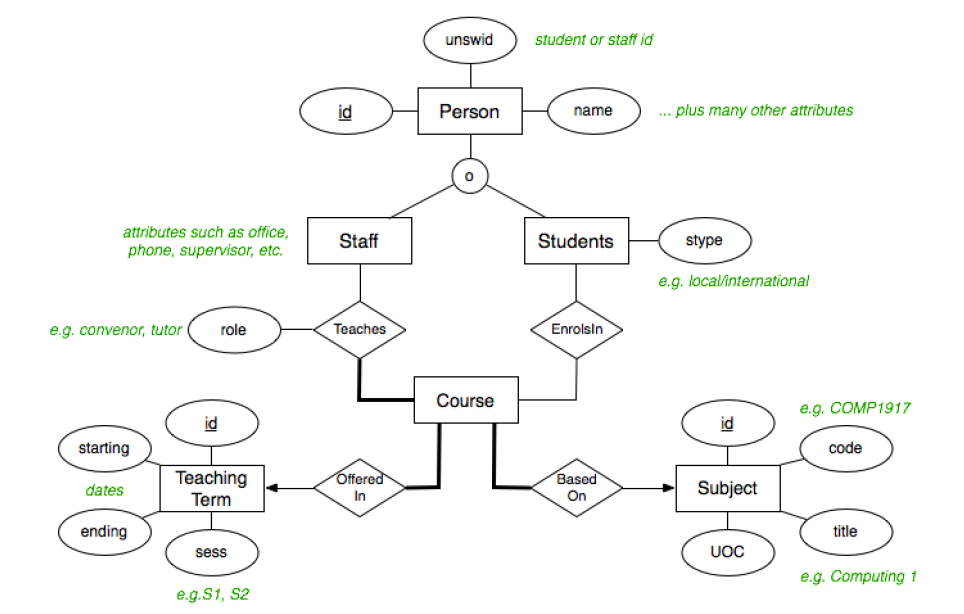 unswid
student or staff id
id
Person
name
... plus many other attributes
o
attributes such as office,
phone, supervisor, etc.
Staff
Students
stype
e.g. local/international
e.g. convenor, tutor
role
Teaches
EnrolsIn
Course
e.g. COMP1917
id
id
starting
code
dates
Teaching
Term
Offered
In
Based
On
Subject
ending
sess
UOC
title
e.g.S1, S2
e.g. Computing 1